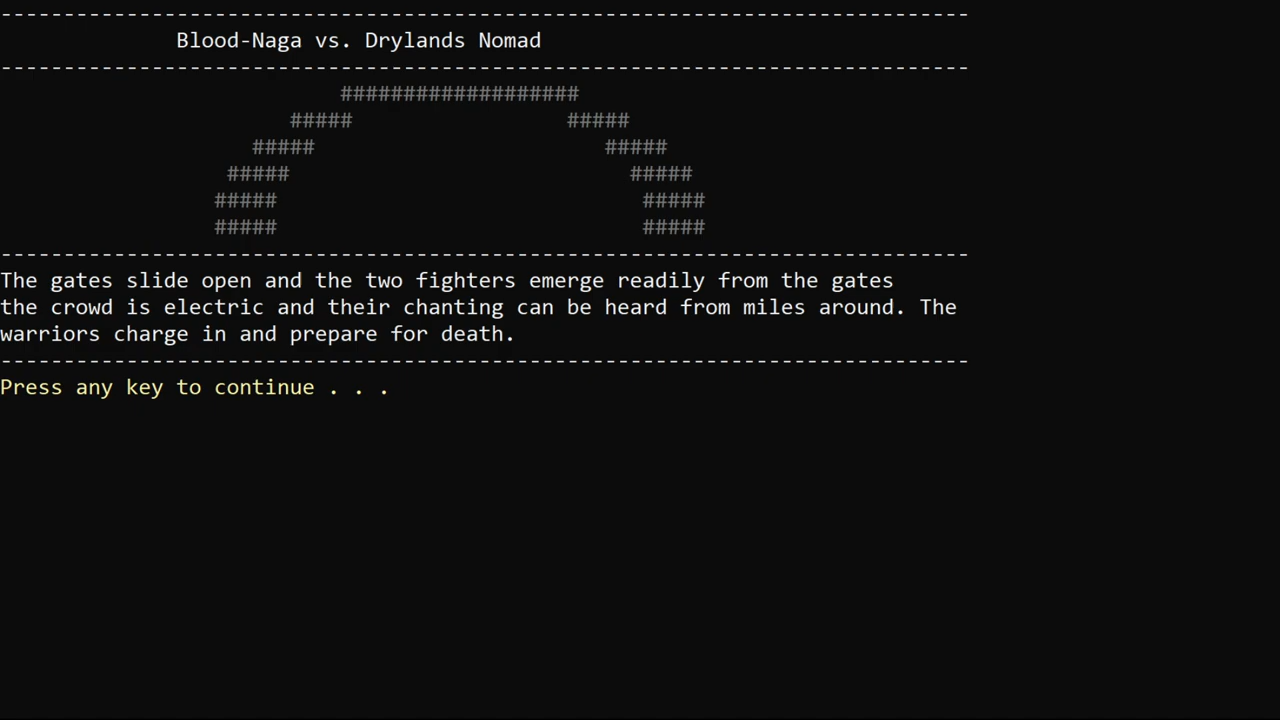 -----------------------------------------------------------------------------
Blood-Naga vs. Drylands Nomad
-----------------------------------------------------------------------------
###################
##### #####
##### #####
##### #####
##### #####
##### #####
-----------------------------------------------------------------------------
The gates slide open and the two fighters emerge readily from the gates
the crowd is electric and their chanting can be heard from miles around. The
warriors charge in and prepare for death.
-----------------------------------------------------------------------------
Press any key to continue . . .